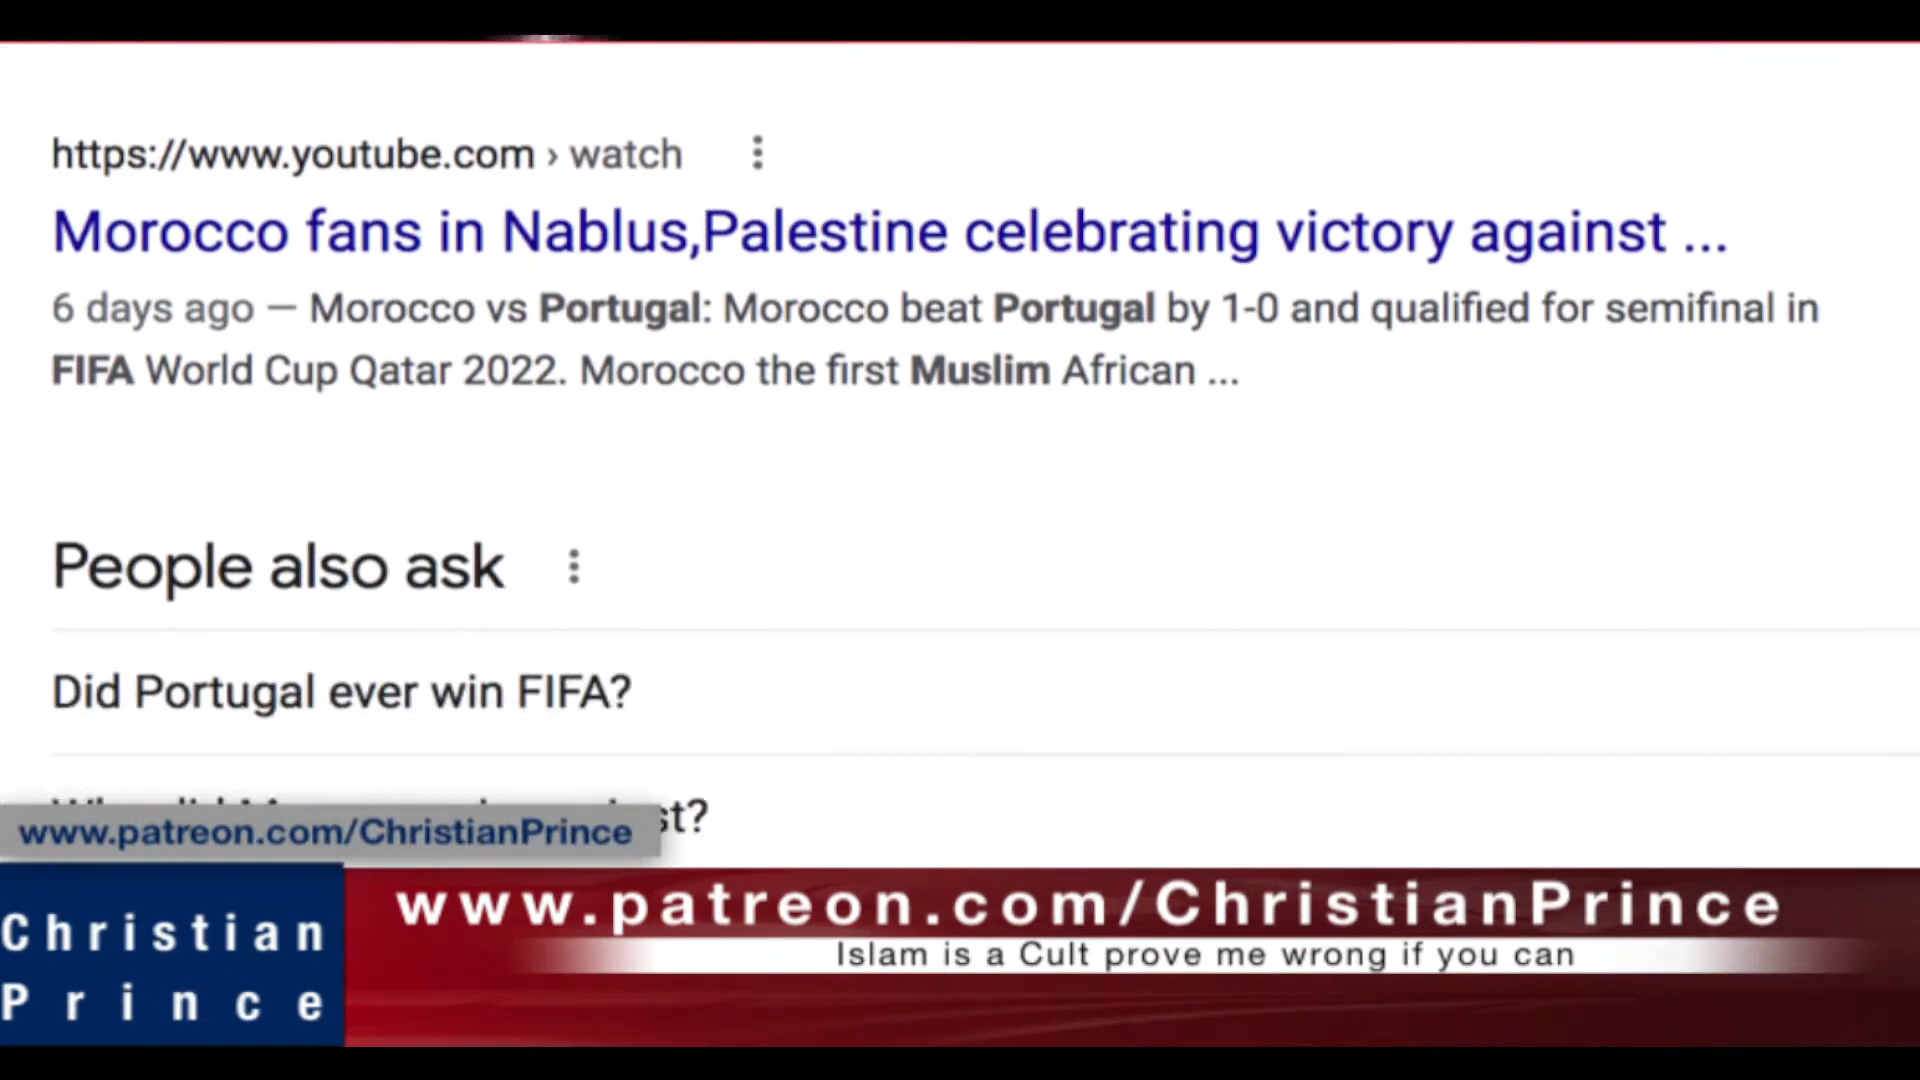 https://www.youtube.com › watch
Morocco fans in Nablus,Palestine celebrating victory against ...
6 days ago — Morocco vs Portugal: Morocco beat Portugal by 1-0 and qualified for semifinal in
FIFA World Cup Qatar 2022. Morocco the first Muslim African ...
People also ask
Did Portugal ever win FIFA?
www.patreon.com/ChristianPrince
Christian
Prince
www.patreon.com/ChristianPrince
Islam is a Cult prove me wrong if you can